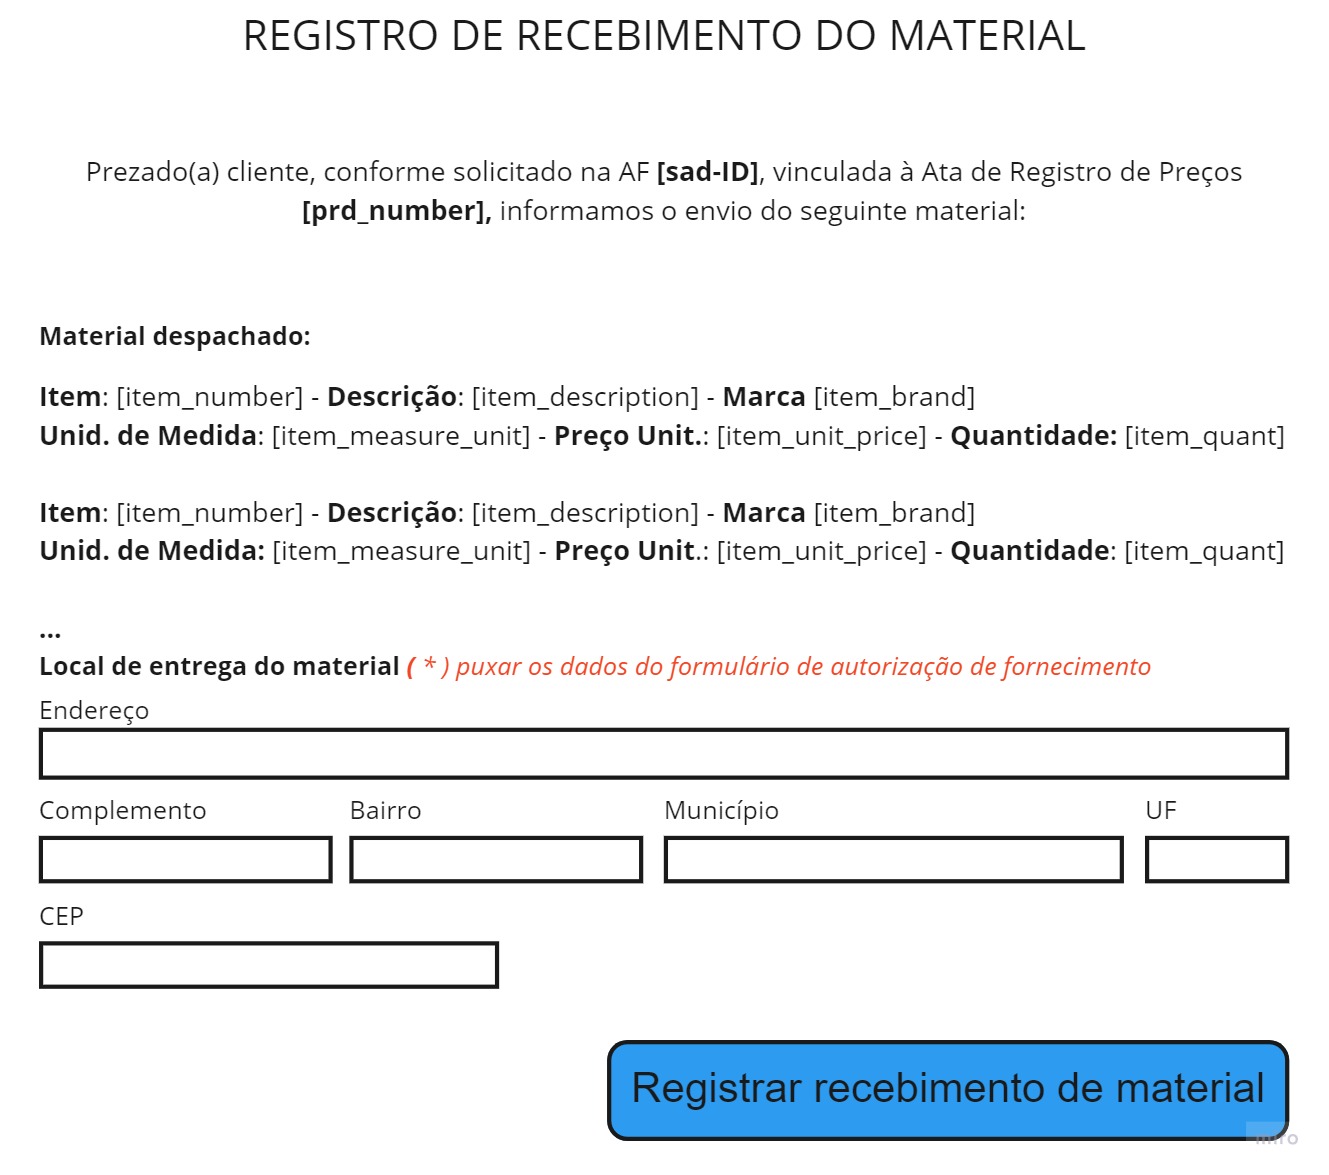 REGISTRO DE RECEBIMENTO DO MATERIAL
Prezado(a) cliente, conforme solicitado na AF [sad-ID], vinculada à Ata de Registro de Preços
[prd_number], informamos o envio do seguinte material:
Material despachado:
Item: [item_number] - Descrição: [item_description] - Marca [item_brand]
Unid. de Medida: [item_measure_unit] - Preço Unit.: [item_unit_price] - Quantidade: [item_quant]
Item: [item_number] - Descrição: [item_description] - Marca [item_brand]
Unid. de Medida: [item_measure_unit] - Preço Unit.: [item_unit_price] - Quantidade: [item_quant]
...
Local de entrega do material ( * ) puxar os dados do formulário de autorização de fornecimento
Endereço
Complemento Bairro Município UF
CEP
Registrar recebimento de material
miro